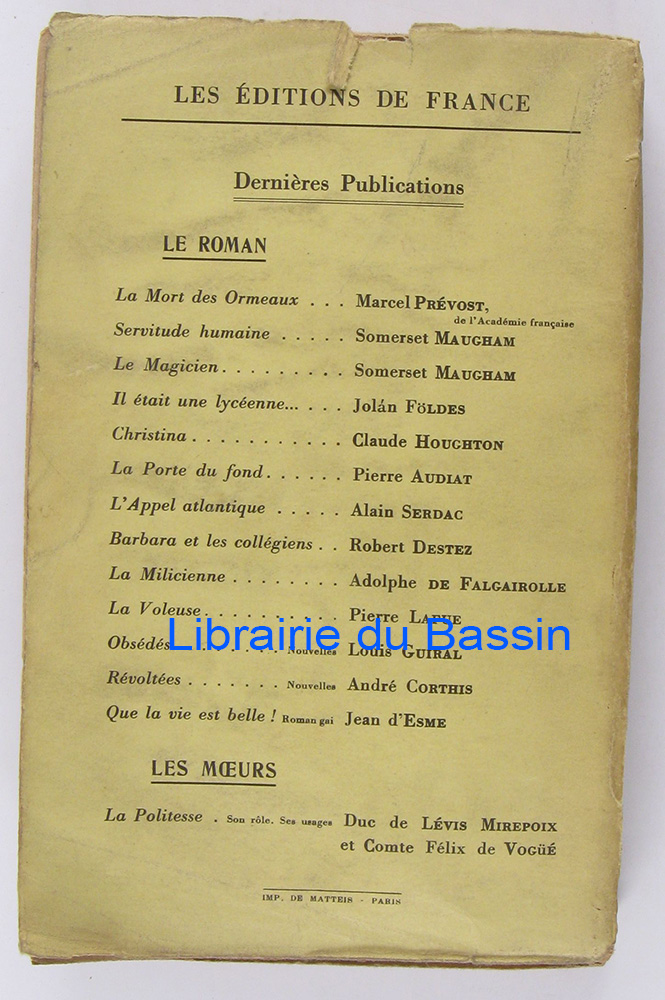 LES ÉDITIONS DE FRANCE
Dernières Publications
LE ROMAN
La Mort des Ormeaux . . . Marcel PRÉVOST,
de l'Académie française
Servitude humaine . . . . . Somerset MAUGHAM
Le Magicien . . . . . . . . . Somerset MAUGHAM
Il était une lycéenne... . . . Jolán FÖLDES
Christina . . . . . . . . . . . Claude HOUGHTON
La Porte du fond . . . . . . Pierre AUDIAT
L'Appel atlantique . . . . . Alain SERDAC
Barbara et les collégiens . . Robert DESTEZ
La Milicienne . . . . . . . . Adolphe DE FALGAIROLLE
La Voleuse . . . . . . . . . . Pierre
Librairie du Bassin
Obsédés . . . . . . . . Nouvelles Louis GUIRAL
Révoltées . . . . . . . Nouvelles André CORTHIS
Que la vie est belle ! Roman gai Jean d'ESME
LES MŒURS
La Politesse . Son rôle. Ses usages Duc de LÉVIS MIREPOIX
et Comte Félix de VOGÜÉ
IMP. DE MATTEIS - PARIS